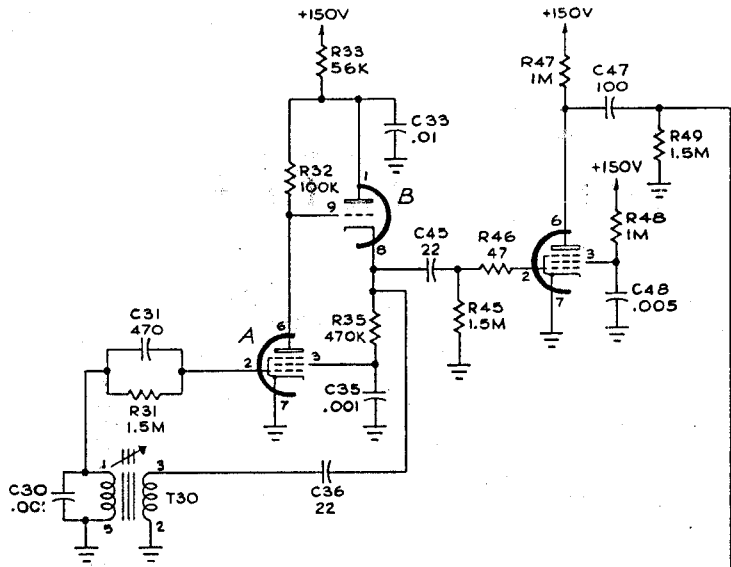 +150V
+150V
R33
56K
R47
1M
C47
100
C33
.01
R49
1.5M
+150V
R32
100K
1
B
9
8
R48
1M
6
C45
22
R46
47
3
2
7
C48
.005
R45
1.5M
C31
470
R35
470K
A
6
2
3
7
C35
.001
R31
1.5M
1
3
C30
T30
C36
22
5
2